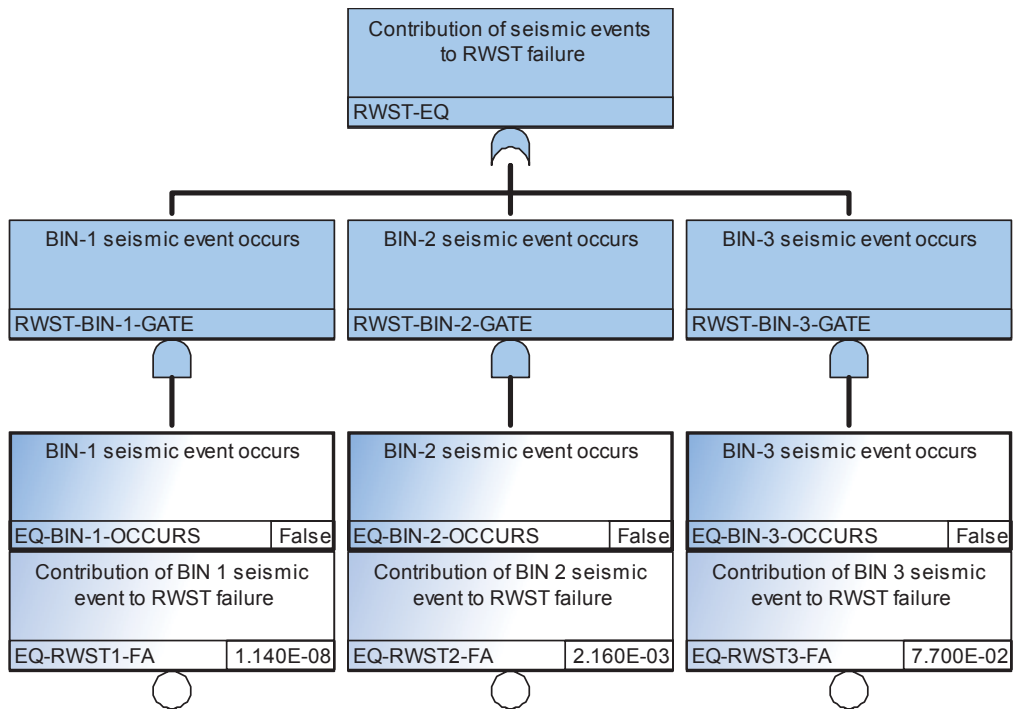 Contribution of seismic events
to RWST failure
RWST-EQ
BIN-1 seismic event occurs
RWST-BIN-1-GATE
BIN-2 seismic event occurs
RWST-BIN-2-GATE
BIN-3 seismic event occurs
RWST-BIN-3-GATE
BIN-1 seismic event occurs
EQ-BIN-1-OCCURS False
Contribution of BIN 1 seismic
event to RWST failure
EQ-RWST1-FA 1.140E-08
BIN-2 seismic event occurs
EQ-BIN-2-OCCURS False
Contribution of BIN 2 seismic
event to RWST failure
EQ-RWST2-FA 2.160E-03
BIN-3 seismic event occurs
EQ-BIN-3-OCCURS False
Contribution of BIN 3 seismic
event to RWST failure
EQ-RWST3-FA 7.700E-02